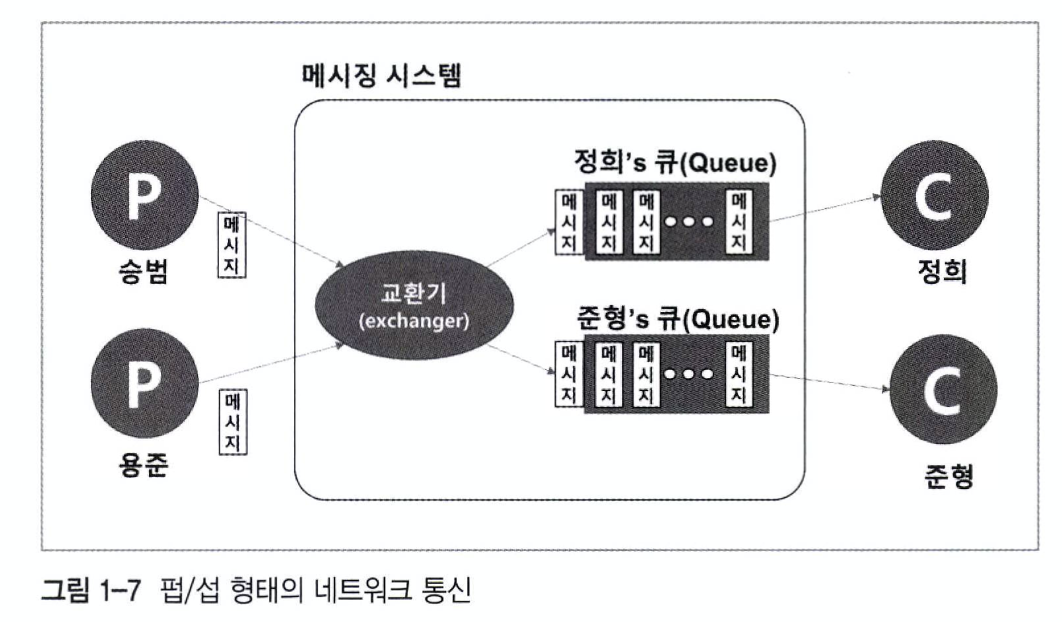 메시징 시스템
P
승범
메시지
P
용준
메시지
교환기
(exchanger)
정희's 큐(Queue)
메시지 메시지 메시지 메시지
준형's 큐(Queue)
메시지 메시지 메시지 메시지
C
정희
C
준형
그림 1–7 펍/섭 형태의 네트워크 통신